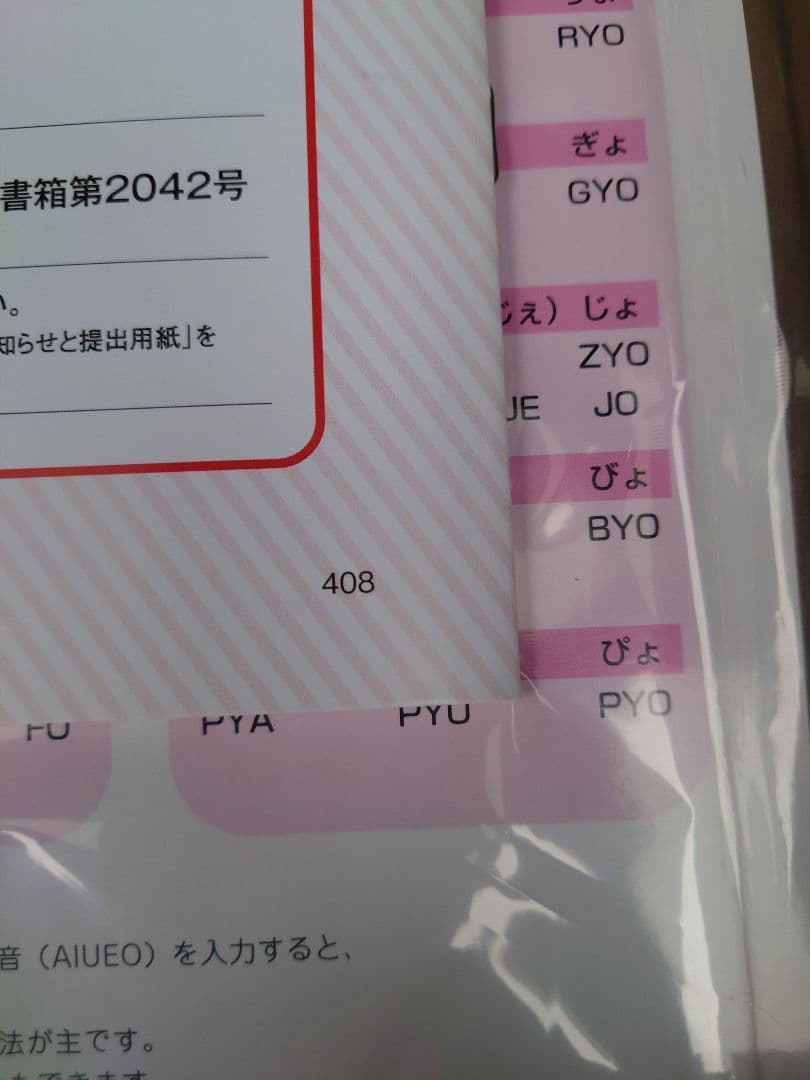 書箱第2042号
い。
知らせと提出用紙」を
408
RYO
ぎょ
GYO
じぇ） じょ
ZYO
JE JO
びょ
BYO
ぴょ
FU PYA PYU PYO
音（AIUEO）を入力すると、
法が主です。